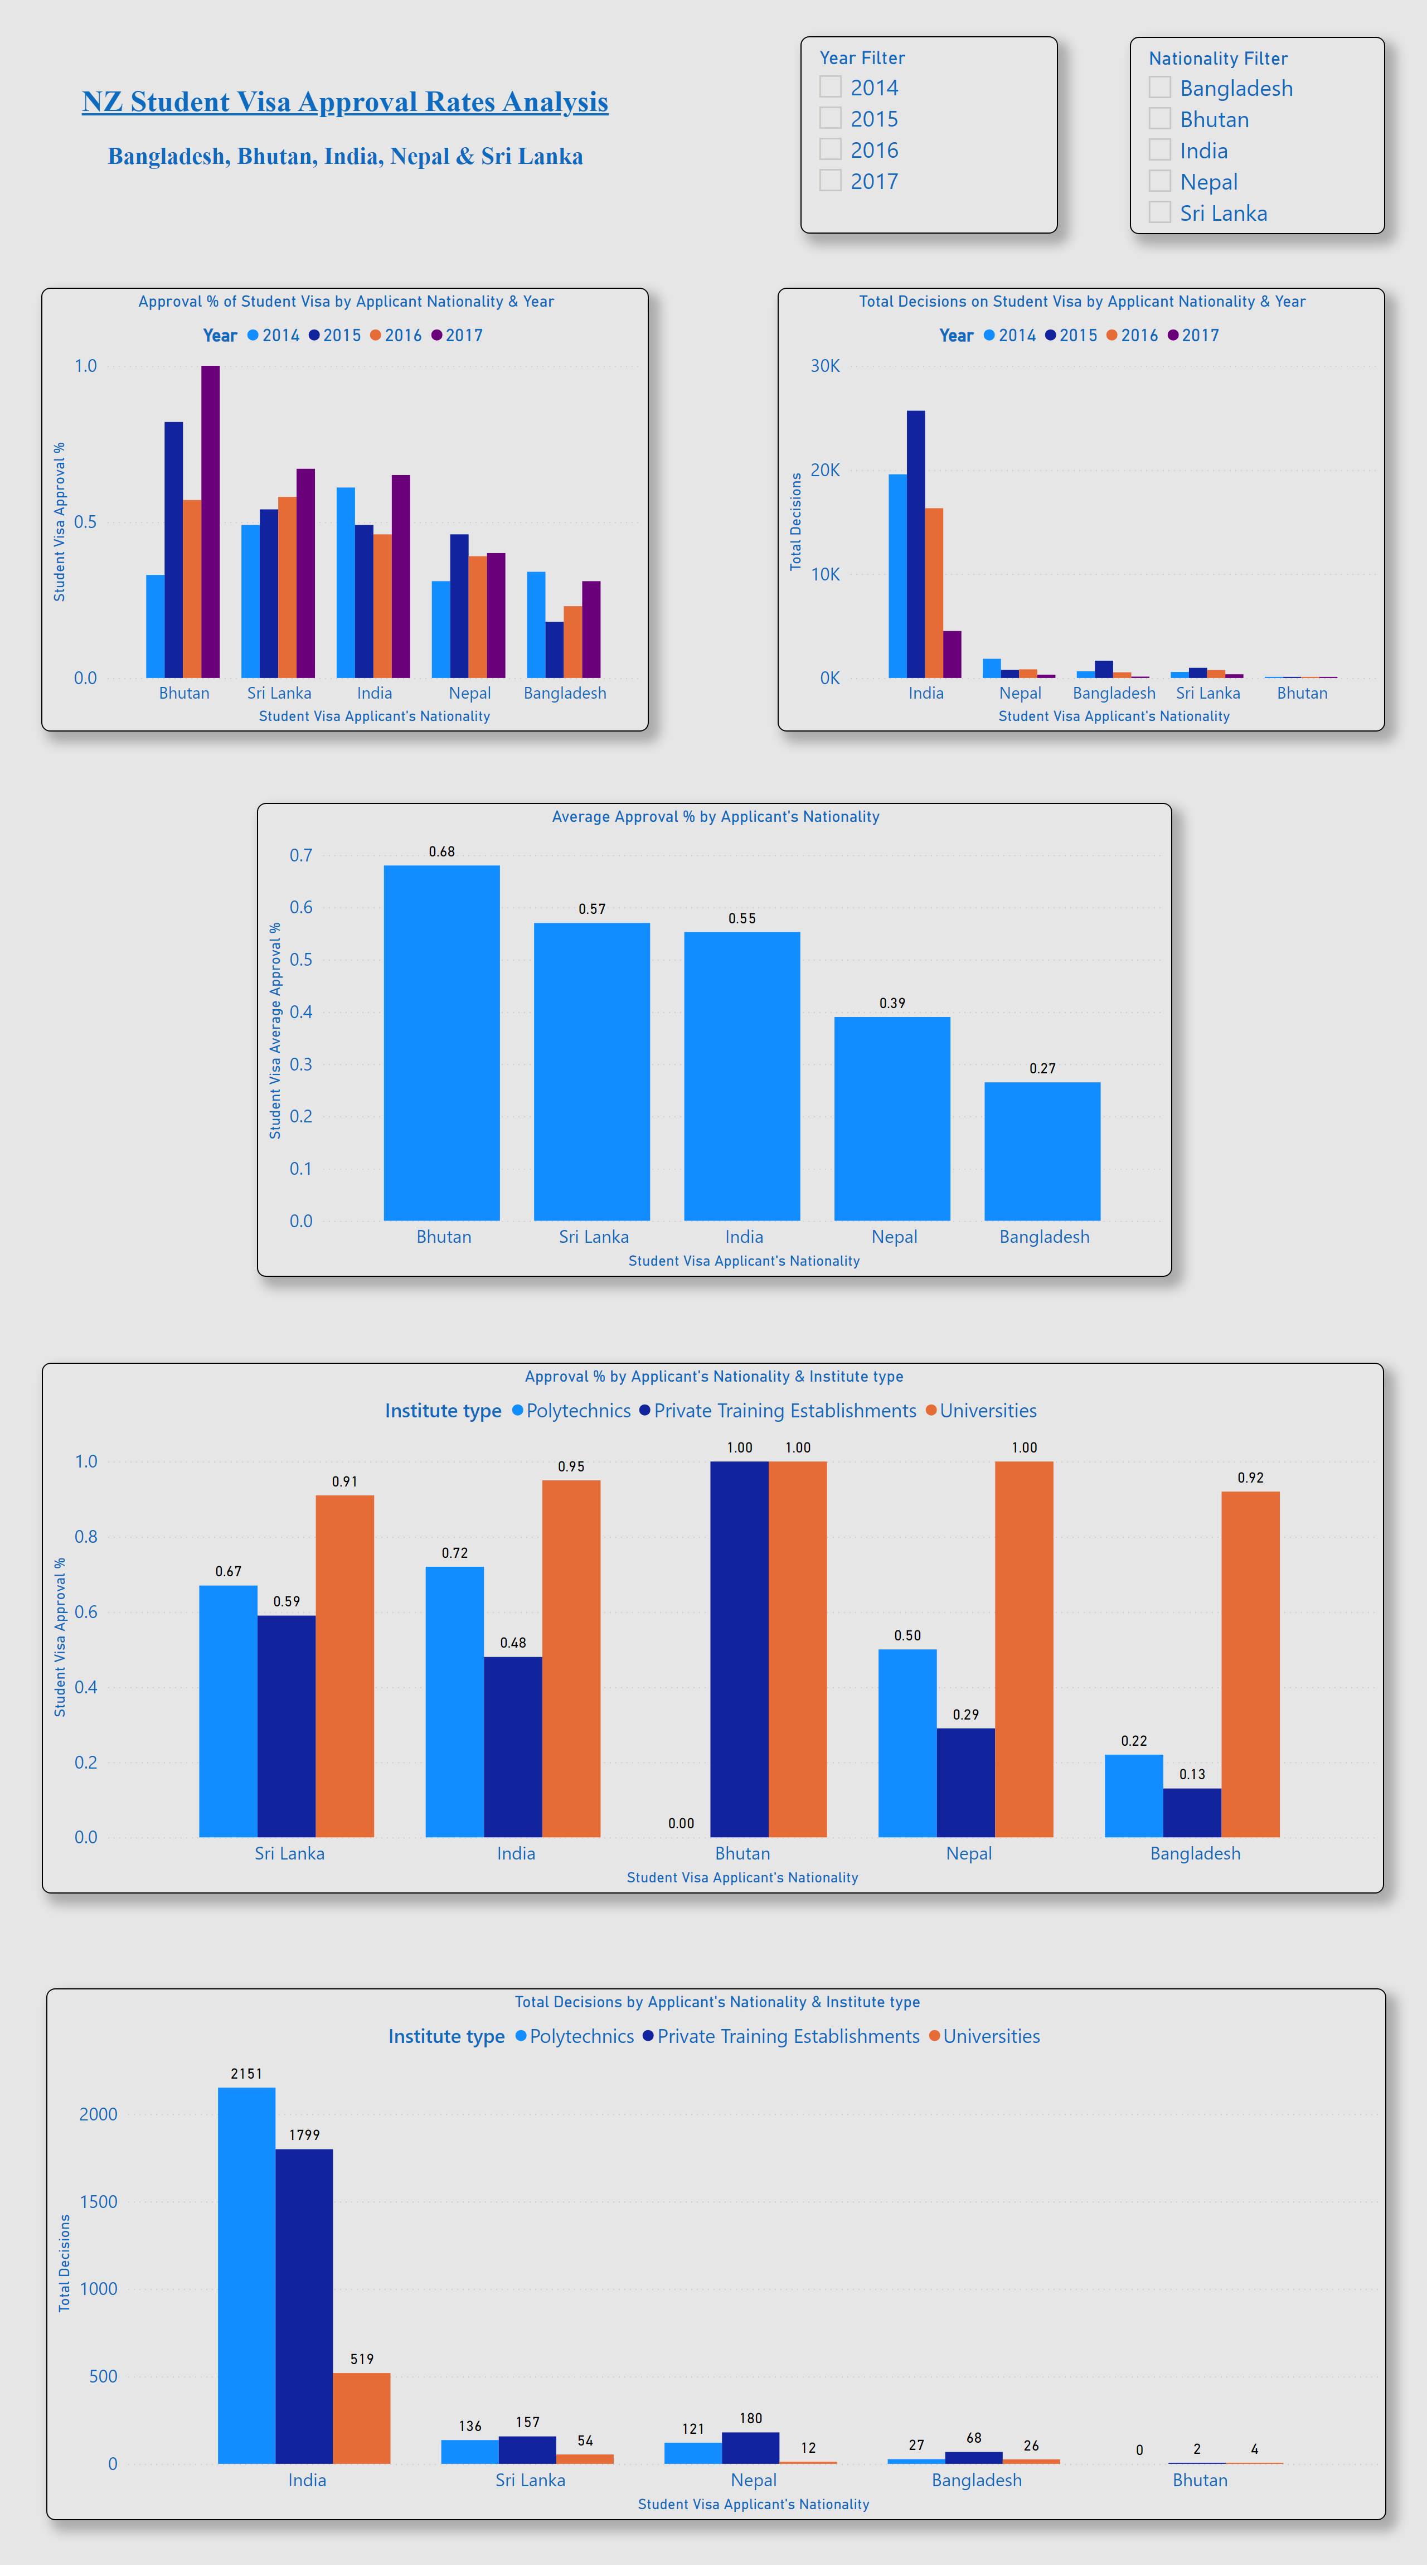 NZ Student Visa Approval Rates Analysis
Bangladesh, Bhutan, India, Nepal & Sri Lanka
Year Filter
2014
2015
2016
2017
Nationality Filter
Bangladesh
Bhutan
India
Nepal
Sri Lanka
Approval % of Student Visa by Applicant Nationality & Year
Year 2014 2015 2016 2017
Student Visa Approval %
1.0
0.5
0.0
Bhutan Sri Lanka India Nepal Bangladesh
Student Visa Applicant's Nationality
Total Decisions on Student Visa by Applicant Nationality & Year
Year 2014 2015 2016 2017
Total Decisions
30K
20K
10K
0K
India Nepal Bangladesh Sri Lanka Bhutan
Student Visa Applicant's Nationality
Average Approval % by Applicant's Nationality
Student Visa Average Approval %
0.7
0.6
0.5
0.4
0.3
0.2
0.1
0.0
0.68 0.57 0.55 0.39 0.27
Bhutan Sri Lanka India Nepal Bangladesh
Student Visa Applicant's Nationality
Approval % by Applicant's Nationality & Institute type
Institute type Polytechnics Private Training Establishments Universities
Student Visa Approval %
1.0
0.8
0.6
0.4
0.2
0.0
0.67 0.59 0.91 0.72 0.48 0.95 0.00 1.00 1.00 0.50 0.29 1.00 0.22 0.13 0.92
Sri Lanka India Bhutan Nepal Bangladesh
Student Visa Applicant's Nationality
Total Decisions by Applicant's Nationality & Institute type
Institute type Polytechnics Private Training Establishments Universities
Total Decisions
2000
1500
1000
500
0
2151 1799 519 136 157 54 121 180 12 27 68 26 0 2 4
India Sri Lanka Nepal Bangladesh Bhutan
Student Visa Applicant's Nationality